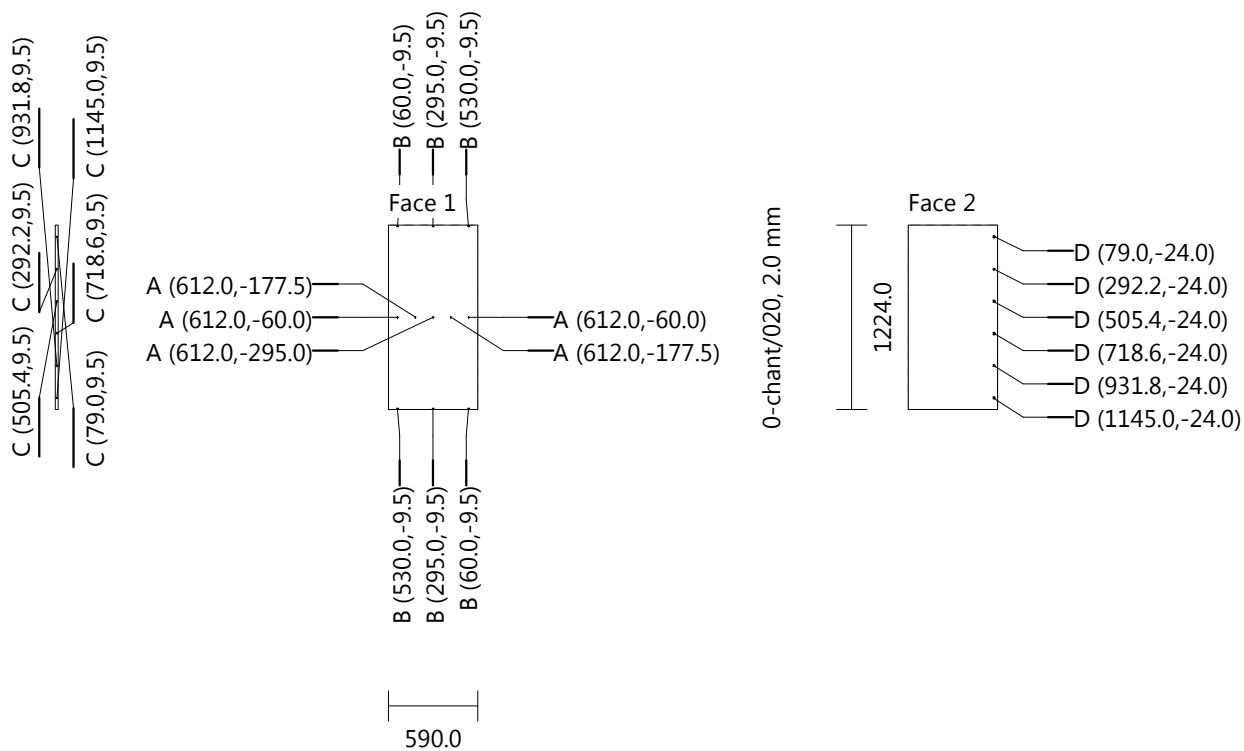 C (931.8,9.5)
C (1145.0,9.5)
C (292.2,9.5)
C (718.6,9.5)
C (505.4,9.5)
C (79.0,9.5)
B (60.0,-9.5)
B (295.0,-9.5)
B (530.0,-9.5)
Face 1
A (612.0,-177.5)
A (612.0,-60.0)
A (612.0,-295.0)
A (612.0,-60.0)
A (612.0,-177.5)
B (530.0,-9.5)
B (295.0,-9.5)
B (60.0,-9.5)
590.0
0-chant/020, 2.0 mm
1224.0
Face 2
D (79.0,-24.0)
D (292.2,-24.0)
D (505.4,-24.0)
D (718.6,-24.0)
D (931.8,-24.0)
D (1145.0,-24.0)